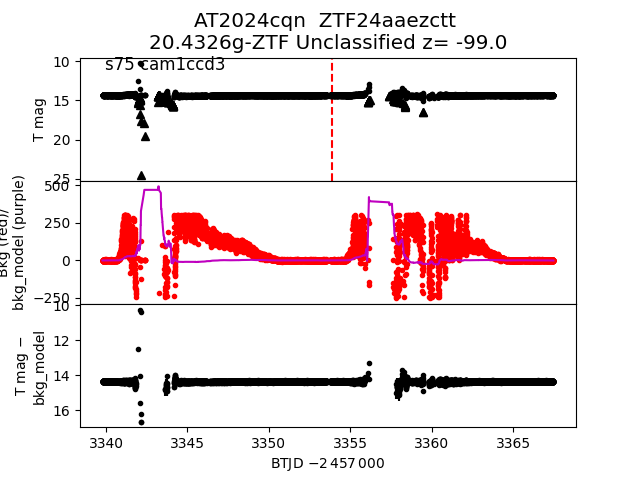 AT2024cqn  ZTF24aaezctt
20.4326g-ZTF Unclassified z= -99.0
s75 cam1ccd3
10
15
20
25
T mag
500
250
0
−250
Bkg (red)/
bkg_model (purple)
10
12
14
16
T mag −
bkg_model
3340 3345 3350 3355 3360 3365
BTJD −2 457 000